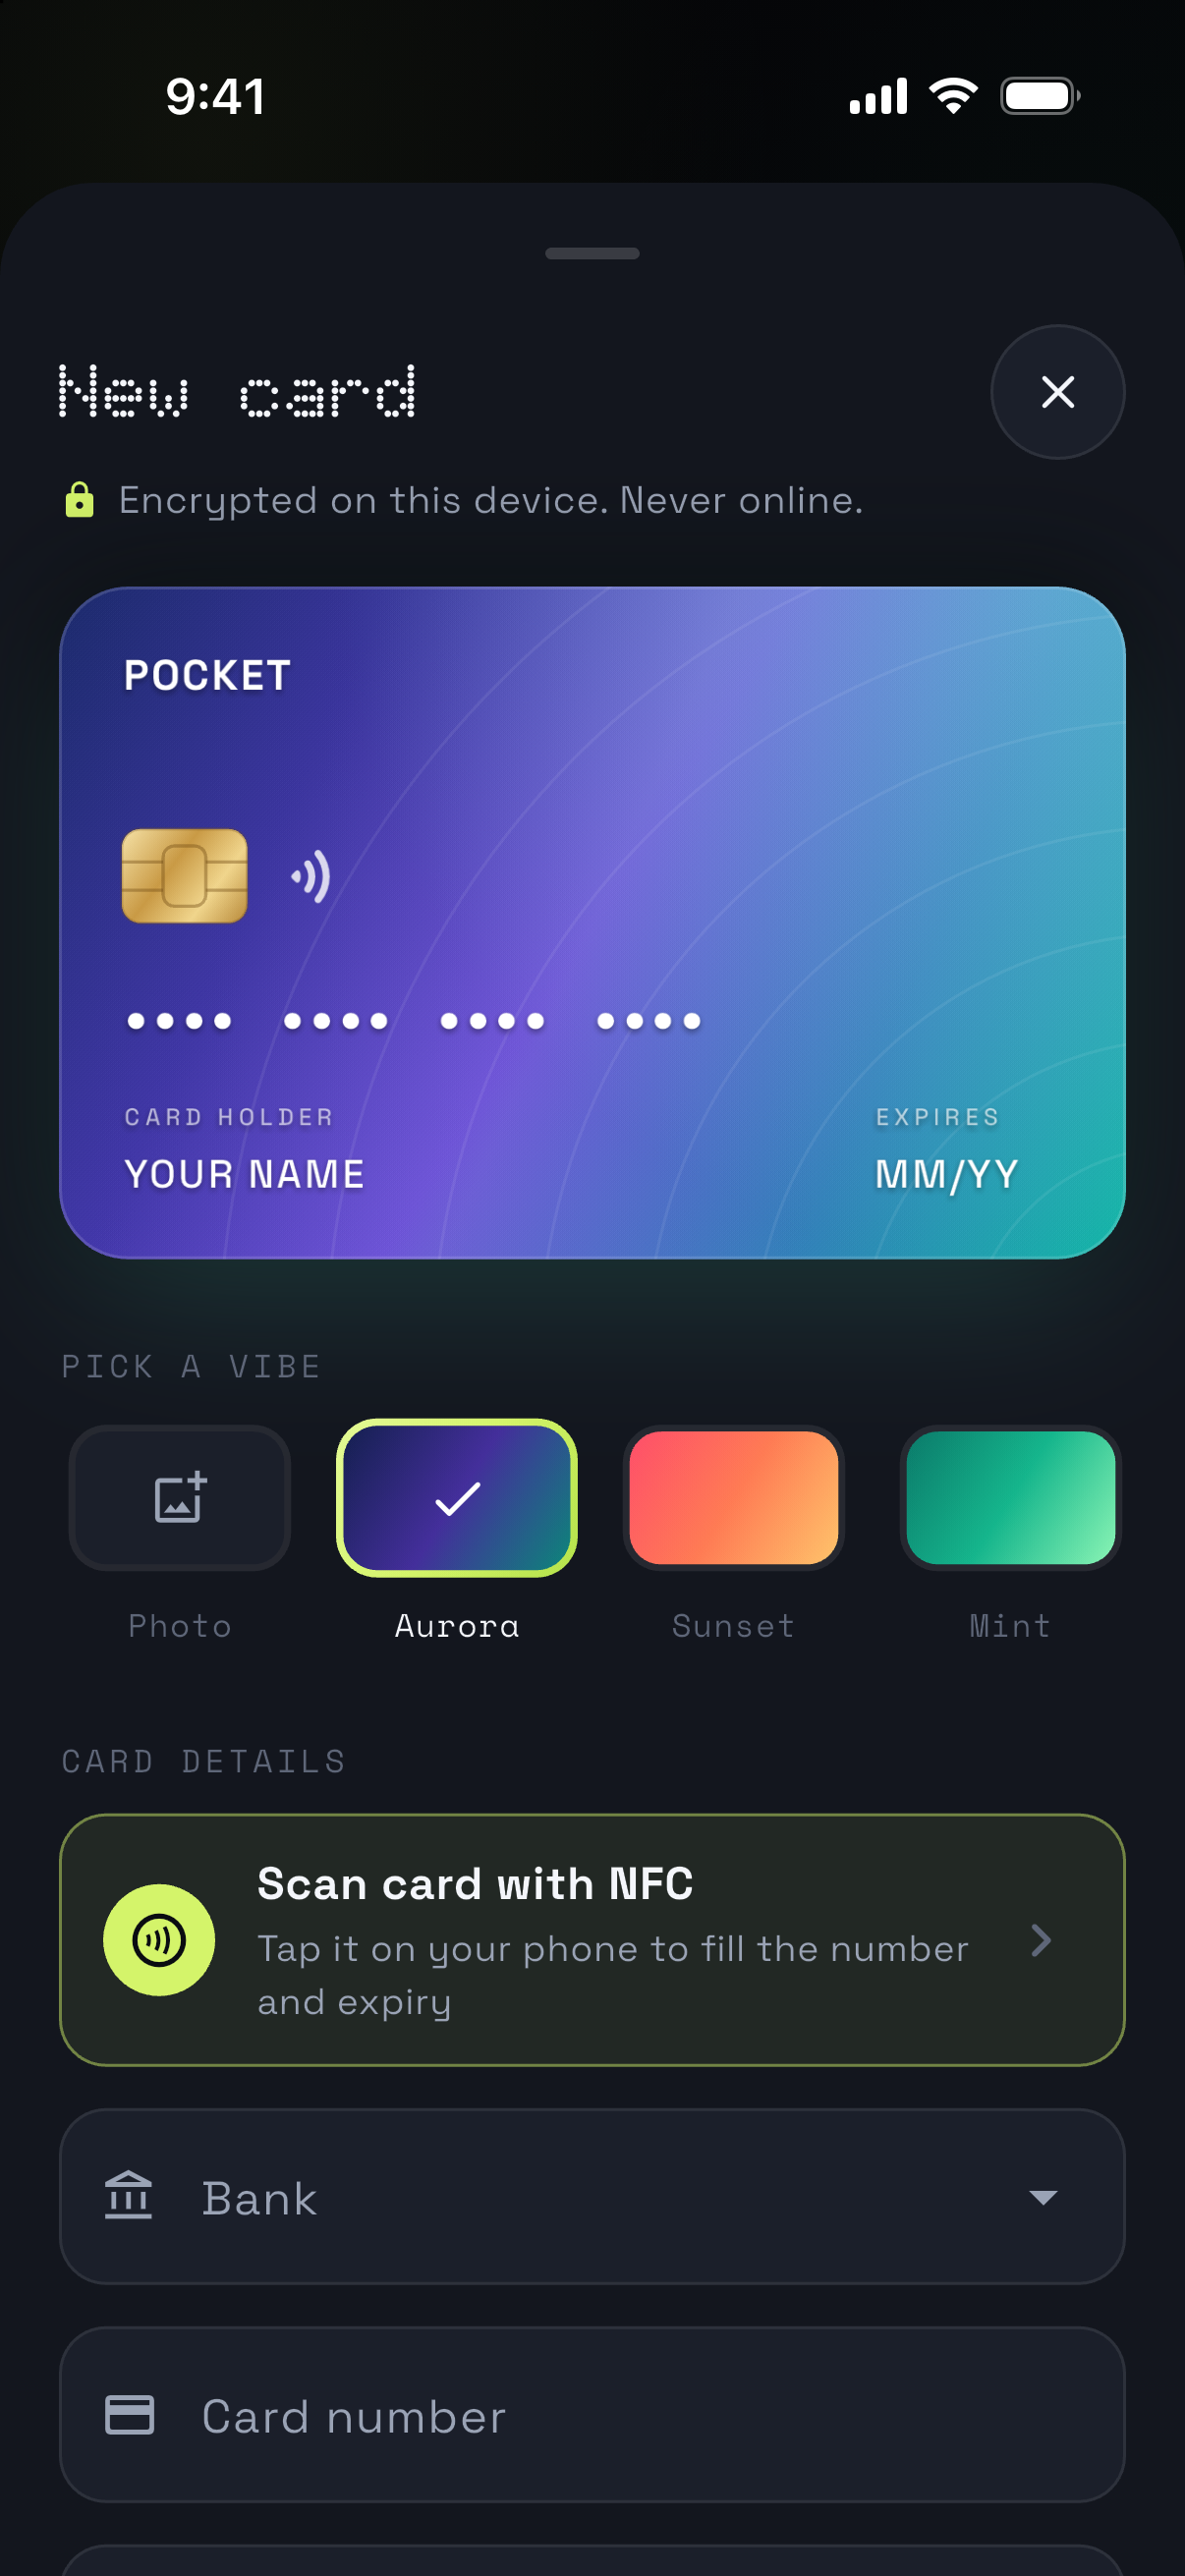 9:41
New card
Encrypted on this device. Never online.
POCKET
•••• •••• •••• ••••
CARD HOLDER
EXPIRES
YOUR NAME
MM/YY
PICK A VIBE
Photo
Aurora
Sunset
Mint
CARD DETAILS
Scan card with NFC
Tap it on your phone to fill the number
and expiry
Bank
Card number